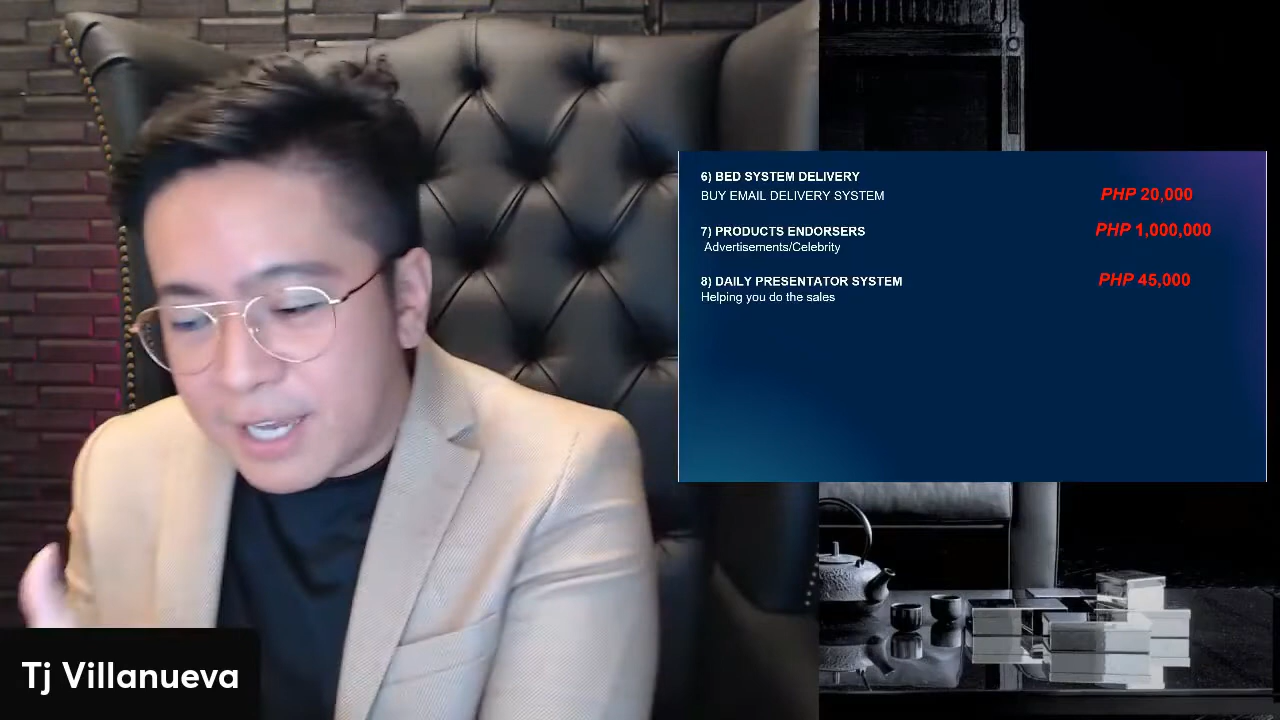 6) BED SYSTEM DELIVERY
BUY EMAIL DELIVERY SYSTEM PHP 20,000
7) PRODUCTS ENDORSERS PHP 1,000,000
Advertisements/Celebrity
8) DAILY PRESENTATOR SYSTEM PHP 45,000
Helping you do the sales
Tj Villanueva